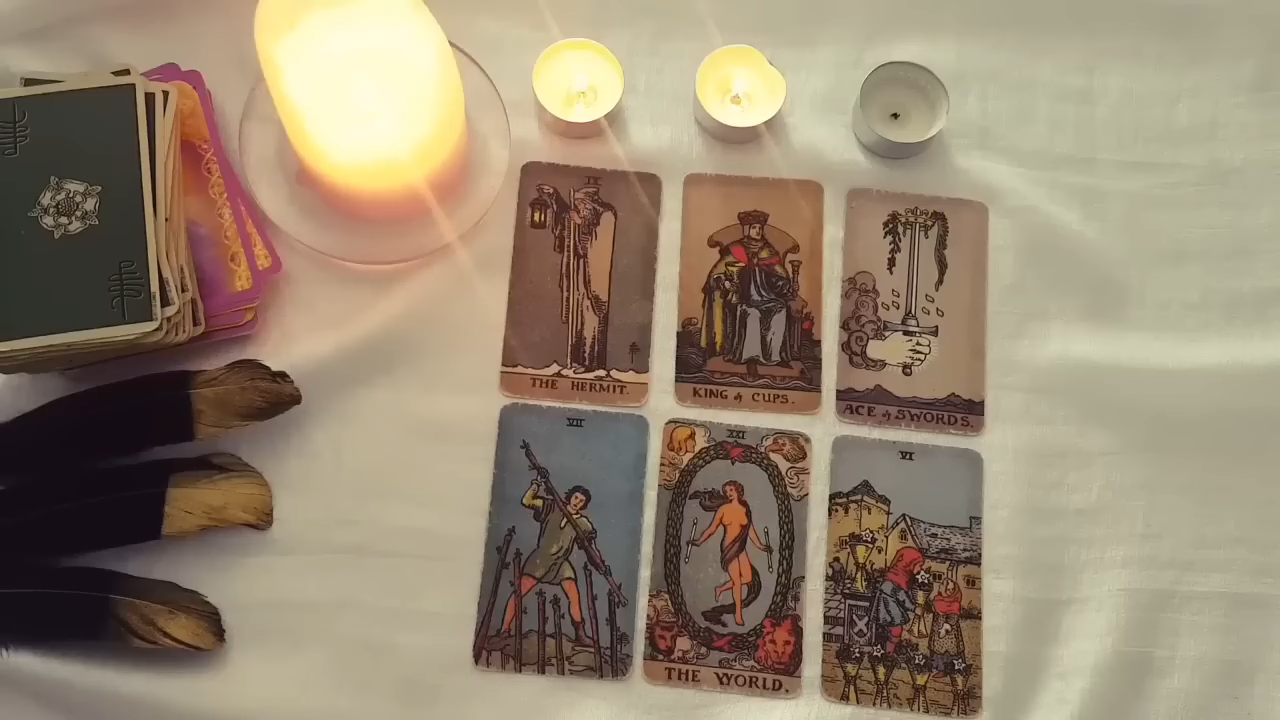 IX
THE HERMIT.
KING of CUPS.
ACE of SWORDS.
VII
XXI
THE WORLD.
VI